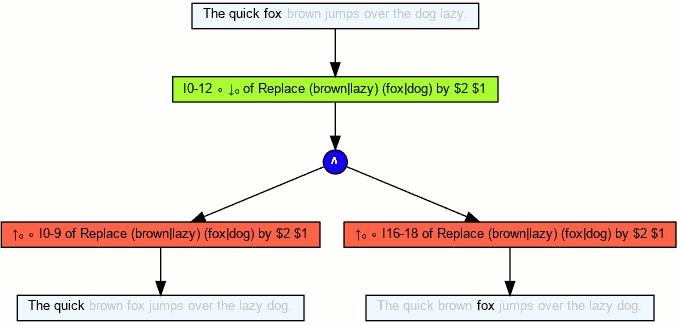 The quick fox brown jumps over the dog lazy.
I0-12 ∘ ↓₀ of Replace (brown|lazy) (fox|dog) by $2 $1
∧
↑₀ ∘ I0-9 of Replace (brown|lazy) (fox|dog) by $2 $1
↑₀ ∘ I16-18 of Replace (brown|lazy) (fox|dog) by $2 $1
The quick brown fox jumps over the lazy dog.
The quick brown fox jumps over the lazy dog.